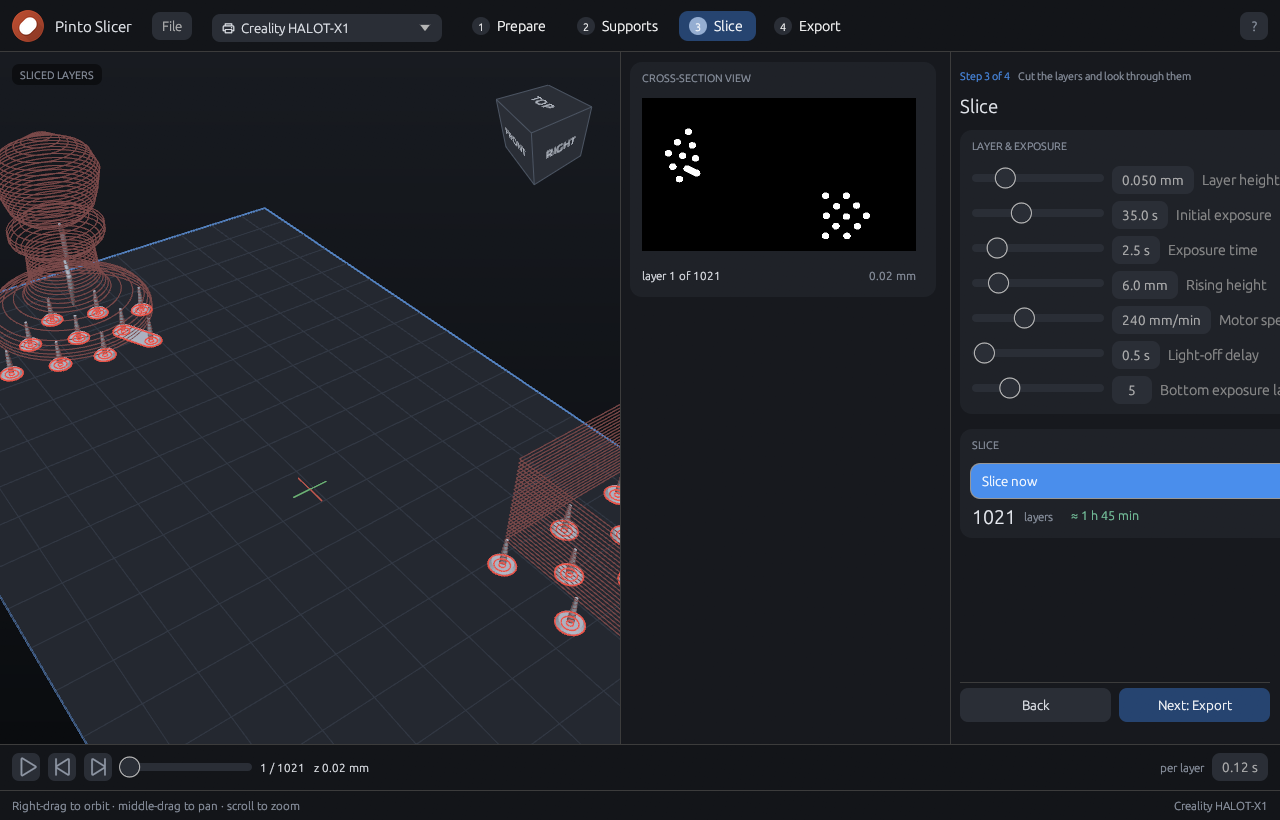 Pinto Slicer File Creality HALOT-X1 1 Prepare 2 Supports 3 Slice 4 Export ?
SLICED LAYERS
TOP
FRONT
RIGHT
CROSS-SECTION VIEW
layer 1 of 1021 0.02 mm
Step 3 of 4 Cut the layers and look through them
Slice
LAYER & EXPOSURE
0.050 mm Layer height
35.0 s Initial exposure
2.5 s Exposure time
6.0 mm Rising height
240 mm/min Motor spe
0.5 s Light-off delay
5 Bottom exposure la
SLICE
Slice now
1021 layers ≈ 1 h 45 min
Back Next: Export
1 / 1021 z 0.02 mm per layer 0.12 s
Right-drag to orbit · middle-drag to pan · scroll to zoom Creality HALOT-X1